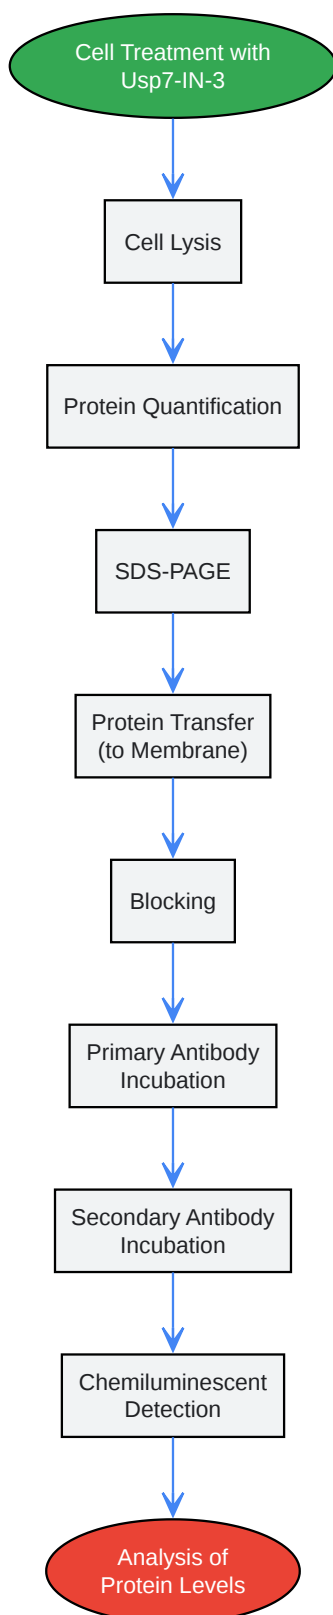 Cell Treatment with
Usp7-IN-3
Cell Lysis
Protein Quantification
SDS-PAGE
Protein Transfer
(to Membrane)
Blocking
Primary Antibody
Incubation
Secondary Antibody
Incubation
Chemiluminescent
Detection
Analysis of
Protein Levels